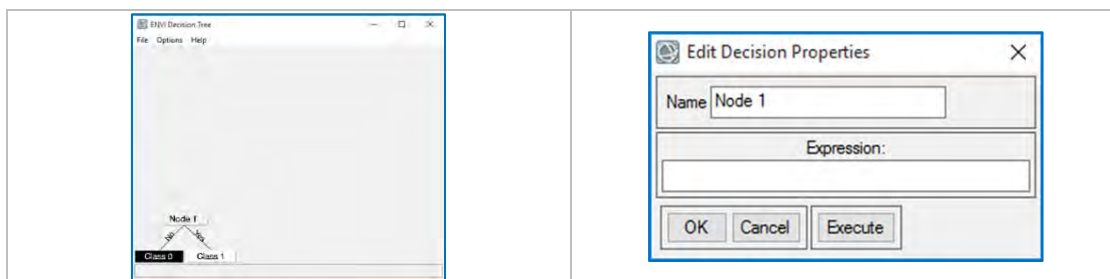 ENVI Decision Tree
File Options Help
Node 1
No Yes
Class 0 Class 1
Edit Decision Properties
Name Node 1
Expression:
OK Cancel Execute